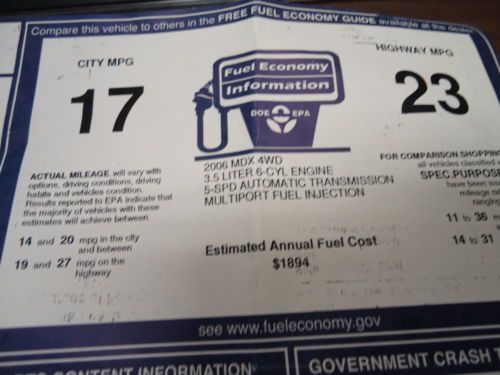 Compare this vehicle to others in the FREE FUEL ECONOMY GUIDE available at the dealer
CITY MPG
17
Fuel Economy
Information
DOE EPA
HIGHWAY MPG
23
2006 MDX 4WD
3.5 LITER 6-CYL ENGINE
5-SPD AUTOMATIC TRANSMISSION
MULTIPORT FUEL INJECTION
ACTUAL MILEAGE will vary with
options, driving conditions, driving
habits and vehicles condition.
Results reported to EPA indicate that
the majority of vehicles with these
estimates will achieve between
14 and 20 mpg in the city
and between
19 and 27 mpg on the
highway
Estimated Annual Fuel Cost
$1894
FOR COMPARISON SHOPPING
all vehicles classified
SPEC.PURPOS
have been
mileage ra
ranging
11 to 36
14 to 31
see www.fueleconomy.gov
CONTENT INFORMATION
GOVERNMENT CRASH T